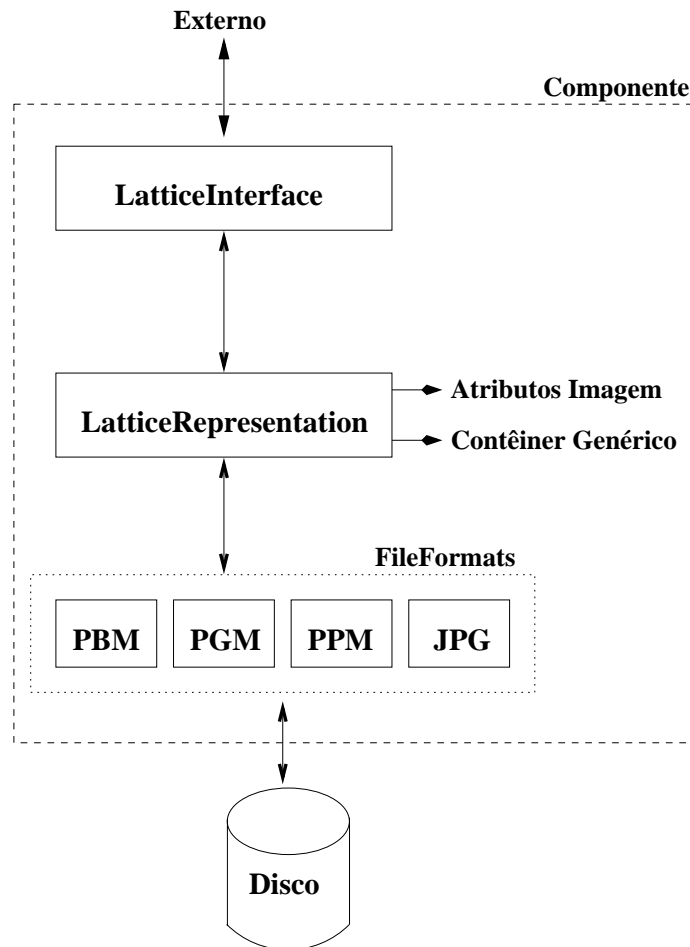 Externo
Componente
LatticeInterface
LatticeRepresentation
Atributos Imagem
Contêiner Genérico
FileFormats
PBM
PGM
PPM
JPG
Disco